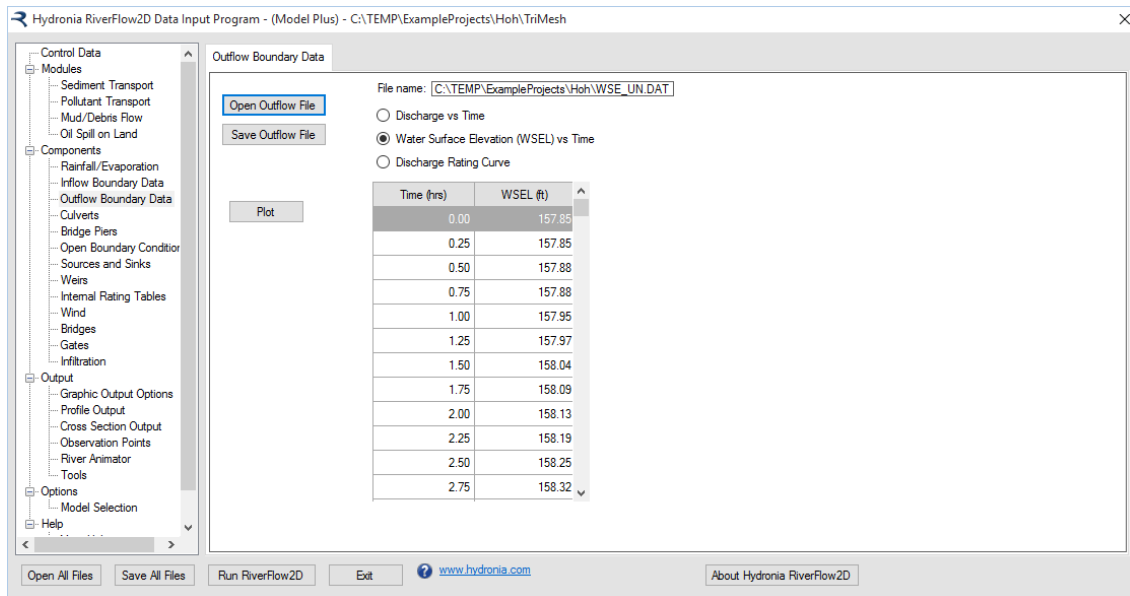 Hydronia RiverFlow2D Data Input Program - (Model Plus) - C:\TEMP\ExampleProjects\Hoh\TriMesh
Control Data
Modules
Sediment Transport
Pollutant Transport
Mud/Debris Flow
Oil Spill on Land
Components
Rainfall/Evaporation
Inflow Boundary Data
Outflow Boundary Data
Culverts
Bridge Piers
Open Boundary Condition
Sources and Sinks
Weirs
Internal Rating Tables
Wind
Bridges
Gates
Infiltration
Output
Graphic Output Options
Profile Output
Cross Section Output
Observation Points
River Animator
Tools
Options
Model Selection
Help
Outflow Boundary Data
Open Outflow File
Save Outflow File
Plot
File name: C:\TEMP\ExampleProjects\Hoh\WSE_UN.DAT
Discharge vs Time
Water Surface Elevation (WSEL) vs Time
Discharge Rating Curve
Time (hrs) WSEL (ft)
0.00 157.85
0.25 157.85
0.50 157.88
0.75 157.88
1.00 157.95
1.25 157.97
1.50 158.04
1.75 158.09
2.00 158.13
2.25 158.19
2.50 158.25
2.75 158.32
Open All Files Save All Files Run RiverFlow2D Exit ? www.hydronia.com About Hydronia RiverFlow2D